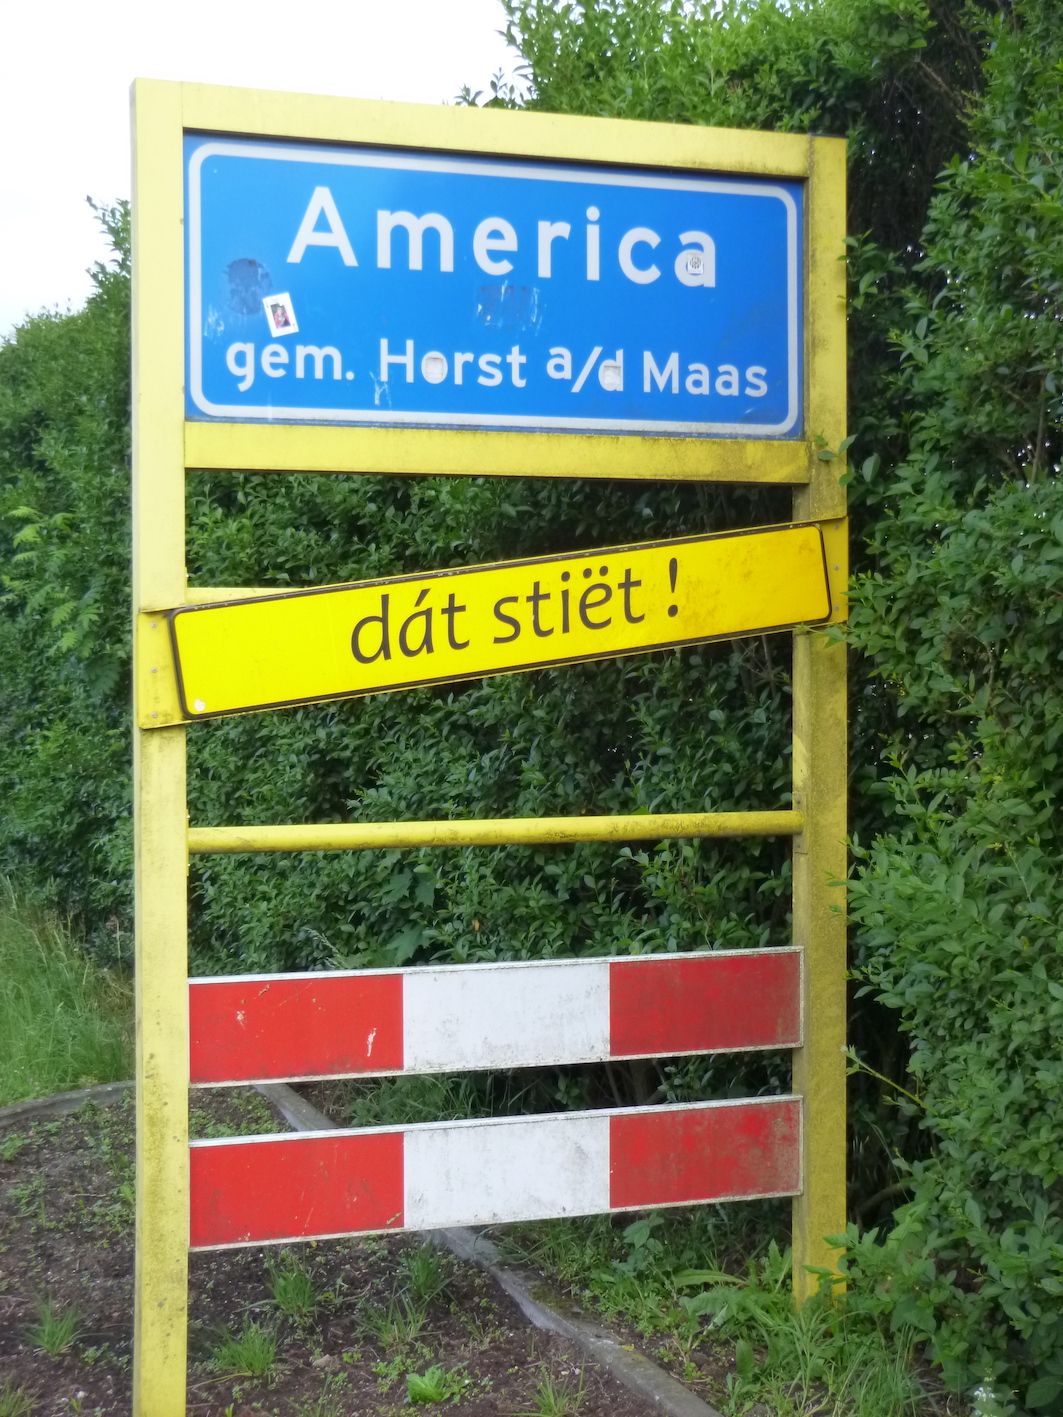 America
gem. Horst a/d Maas
dát stiët !